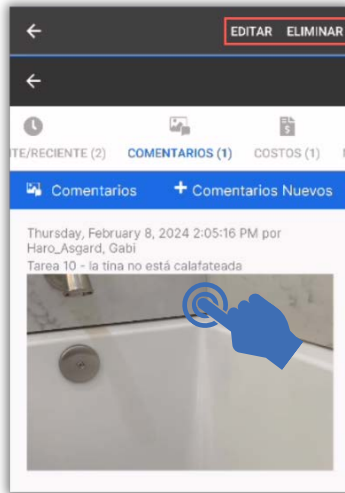 EDITAR ELIMINAR
TE/RECIENTE (2) COMENTARIOS (1) COSTOS (1)
Comentarios + Comentarios Nuevos
Thursday, February 8, 2024 2:05:16 PM por
Haro_Asgard, Gabi
Tarea 10 - la tina no está calafateada